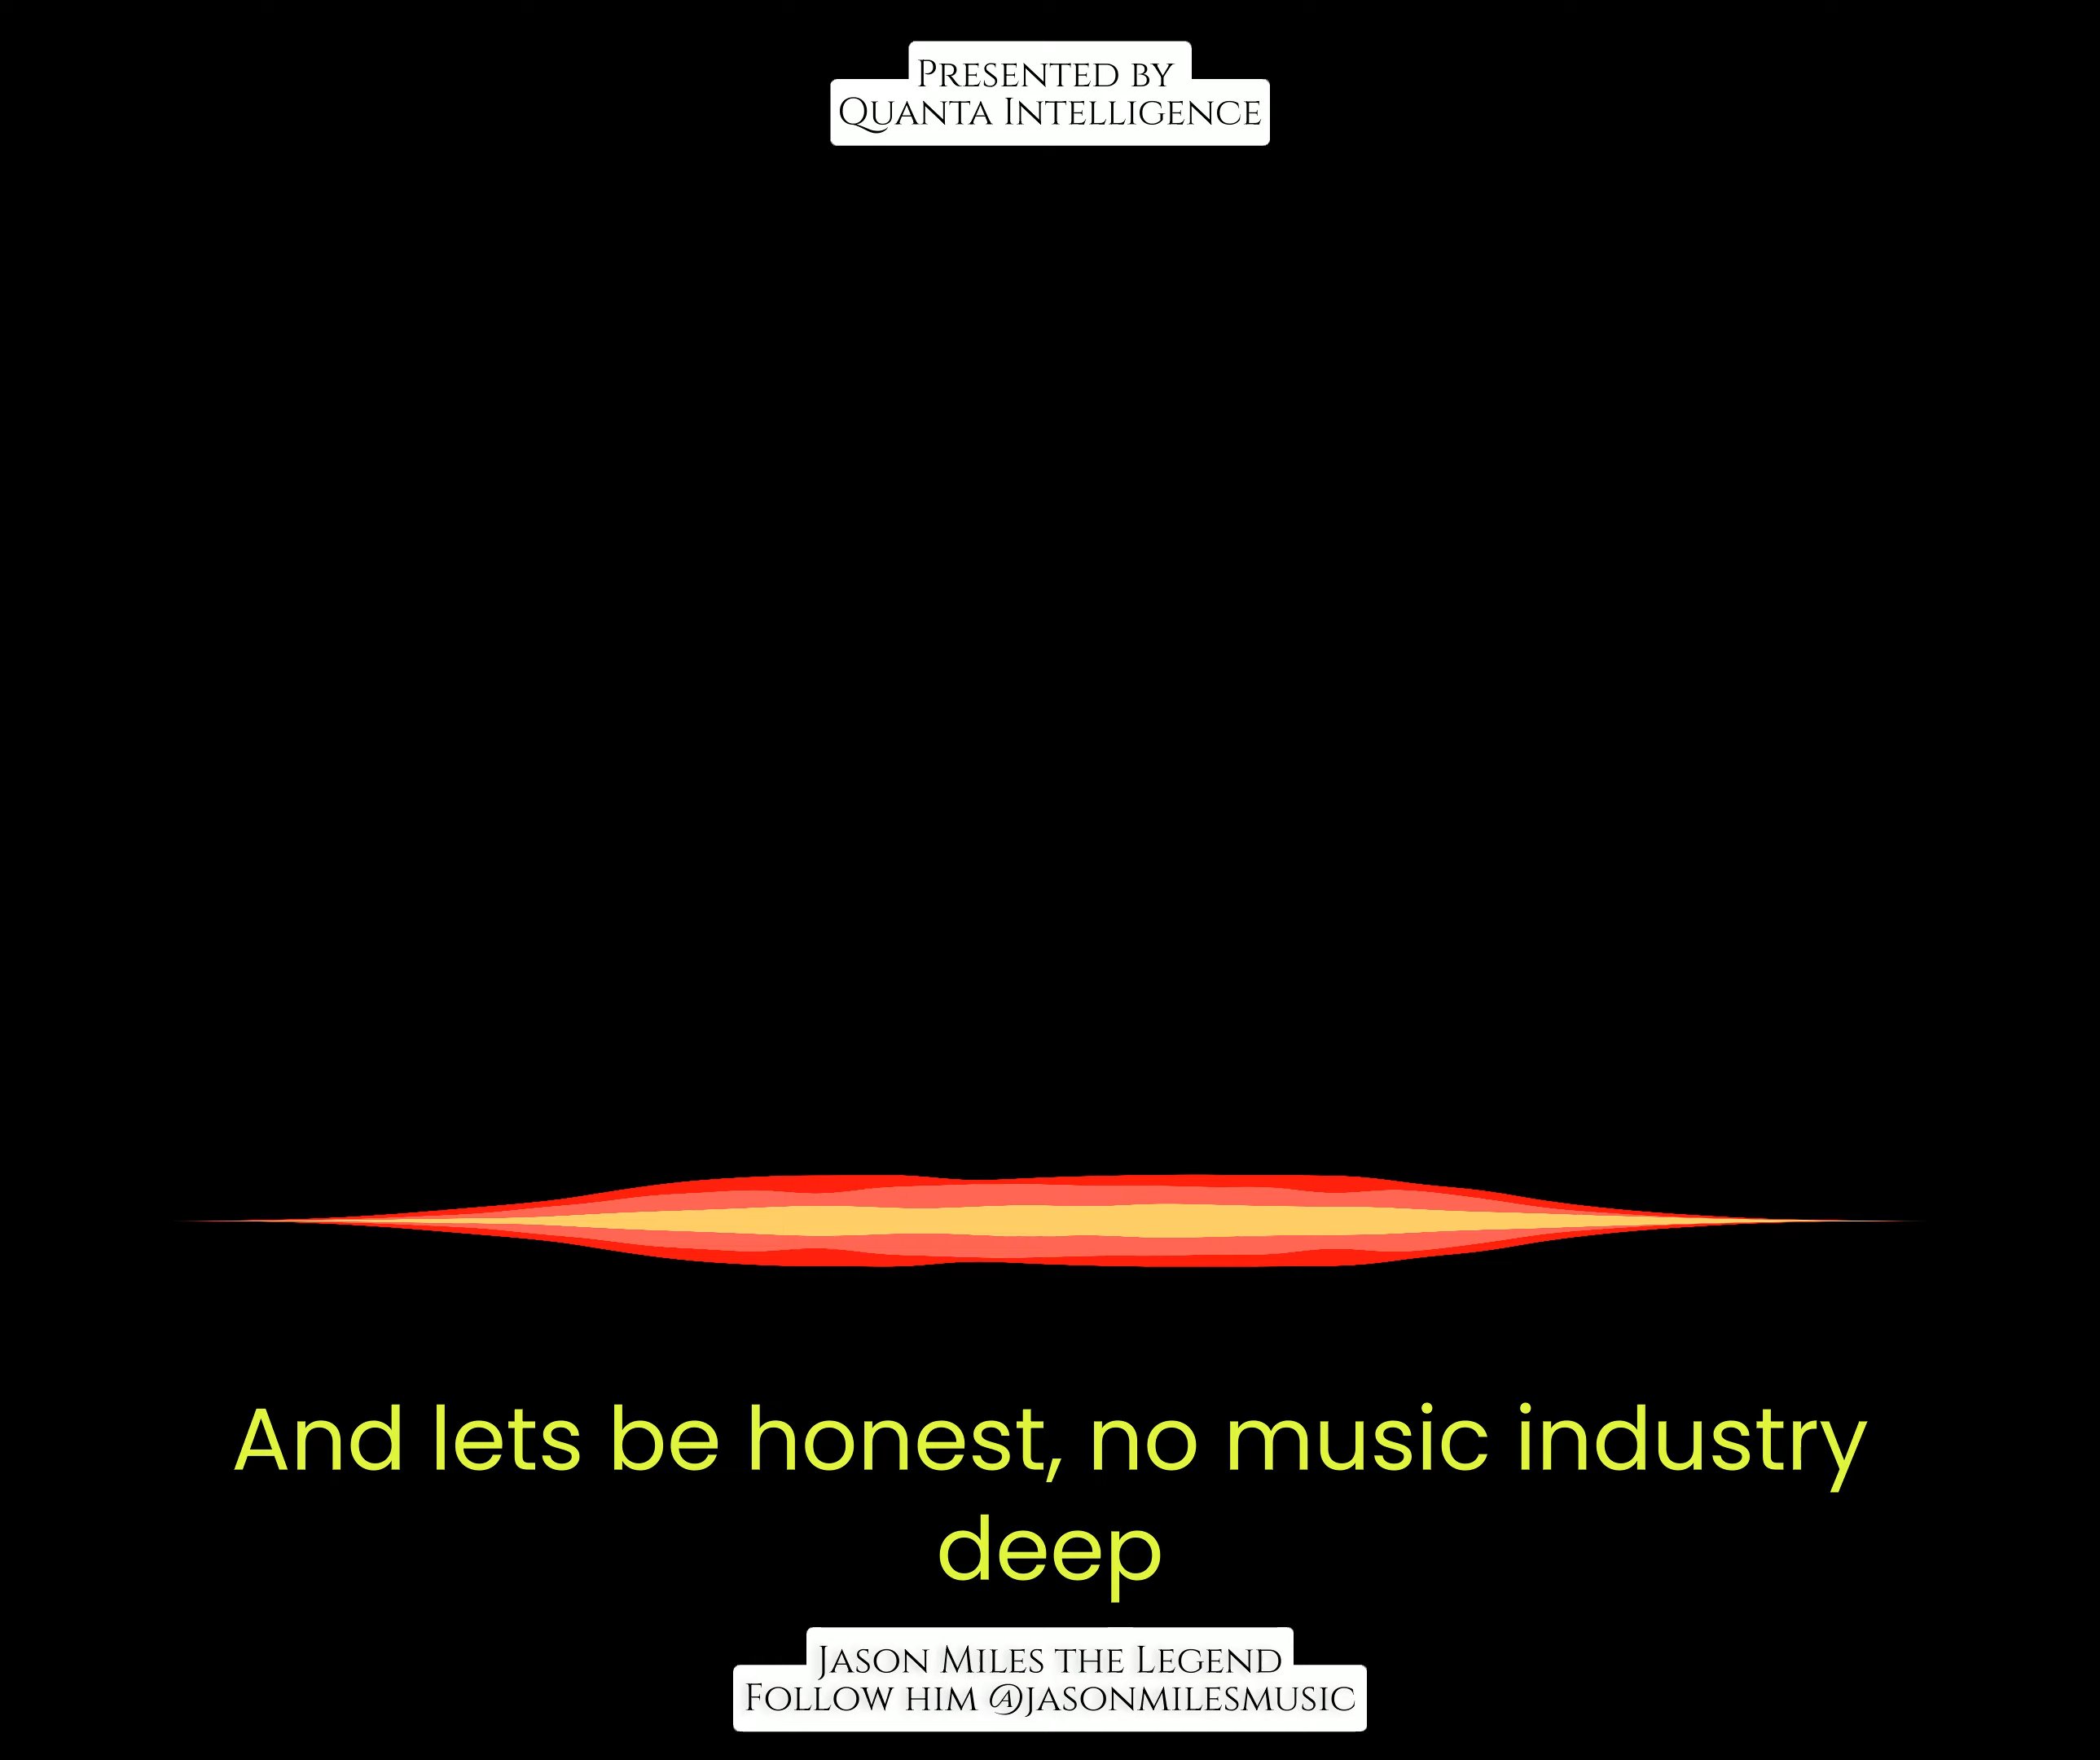 Presented by
Quanta Intelligence
And lets be honest, no music industry
deep
Jason Miles the Legend
Follow him @jasonmilesmusic